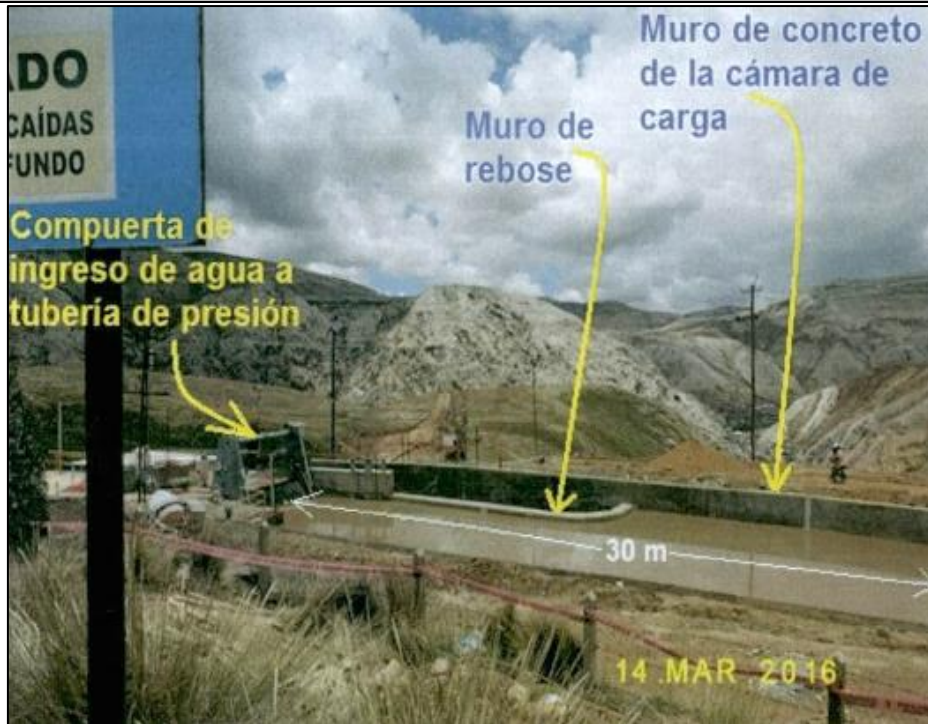 ADO
CAÍDAS
FUNDO
Muro de concreto
de la cámara de
carga
Muro de
rebose
Compuerta de
ingreso de agua a
tubería de presión
30 m
14 MAR 2016